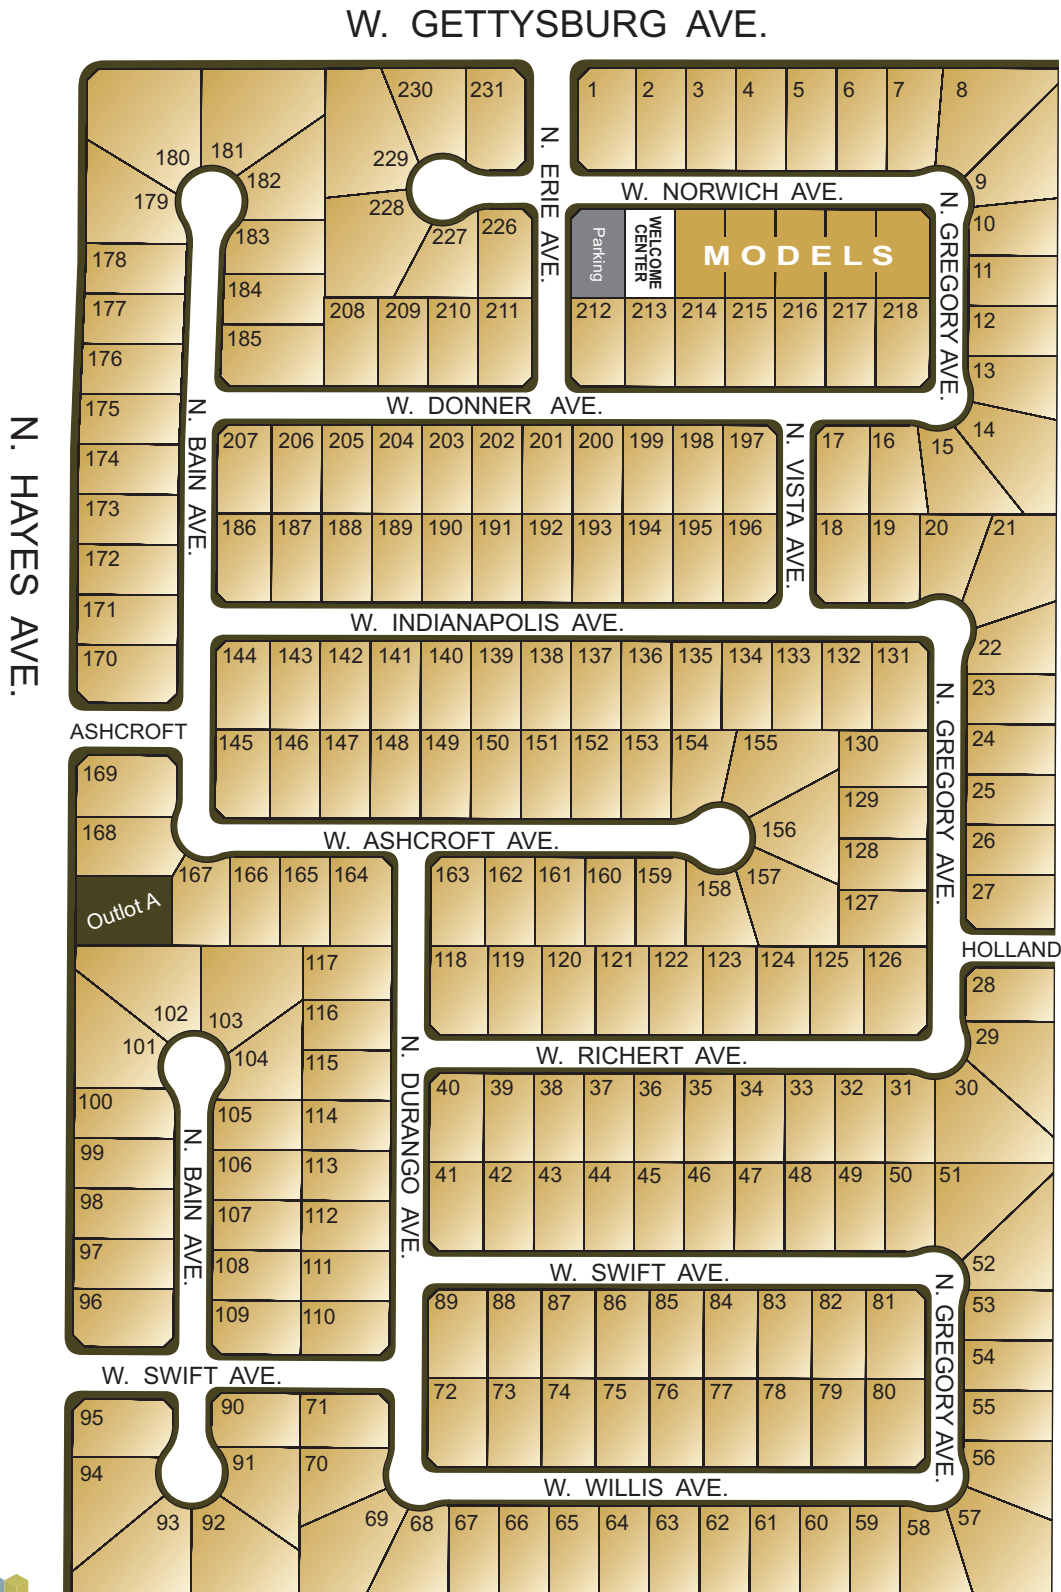 W. GETTYSBURG AVE.
230 231 1 2 3 4 5 6 7 8
180 181 229 N. ERIE AVE.
179 182 228 W. NORWICH AVE. 9
183 227 226 Parking WELCOME CENTER MODELS N. GREGORY AVE. 10
178 184 11
177 185 208 209 210 211 212 213 214 215 216 217 218 12
176 13
175 N. BAIN AVE. W. DONNER AVE. 14
N. HAYES AVE.
174 207 206 205 204 203 202 201 200 199 198 197 N. VISTA AVE. 17 16 15
173 186 187 188 189 190 191 192 193 194 195 196 18 19 20 21
172
171 W. INDIANAPOLIS AVE.
170 144 143 142 141 140 139 138 137 136 135 134 133 132 131 22
N. GREGORY AVE. 23
ASHCROFT 145 146 147 148 149 150 151 152 153 154 155 130 24
169 129 25
168 W. ASHCROFT AVE. 156 128 26
167 166 165 164 163 162 161 160 159 158 157 127 27
Outlot A
117 118 119 120 121 122 123 124 125 126 HOLLAND
102 103 116 28
101 104 115 N. DURANGO AVE. W. RICHERT AVE. 29
100 105 114 40 39 38 37 36 35 34 33 32 31 30
99 N. BAIN AVE. 106 113 41 42 43 44 45 46 47 48 49 50 51
98 107 112
97 108 111 W. SWIFT AVE. 52
96 109 110 89 88 87 86 85 84 83 82 81 N. GREGORY AVE. 53
54
W. SWIFT AVE. 72 73 74 75 76 77 78 79 80
95 90 71 55
94 91 70 W. WILLIS AVE. 56
93 92 69 68 67 66 65 64 63 62 61 60 59 58 57